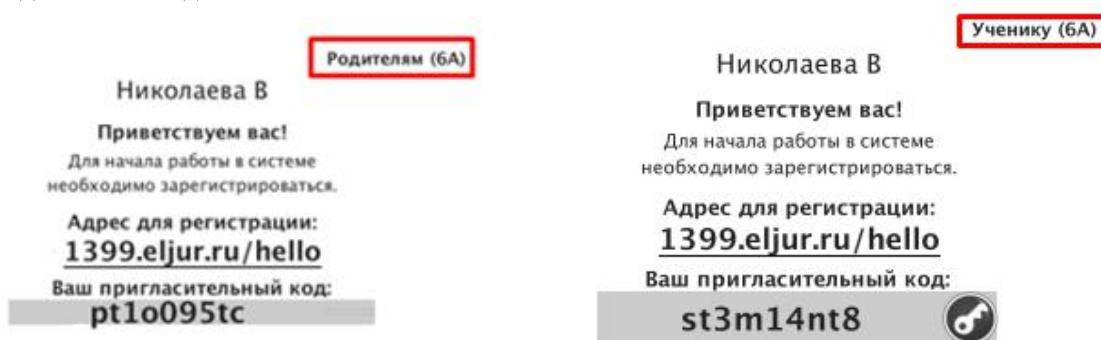 Родителям (6А)
Николаева В
Приветствуем вас!
Для начала работы в системе
необходимо зарегистрироваться.
Адрес для регистрации:
1399.eljur.ru/hello
Ваш пригласительный код:
pt1o095tc
Ученику (6А)
Николаева В
Приветствуем вас!
Для начала работы в системе
необходимо зарегистрироваться.
Адрес для регистрации:
1399.eljur.ru/hello
Ваш пригласительный код:
st3m14nt8